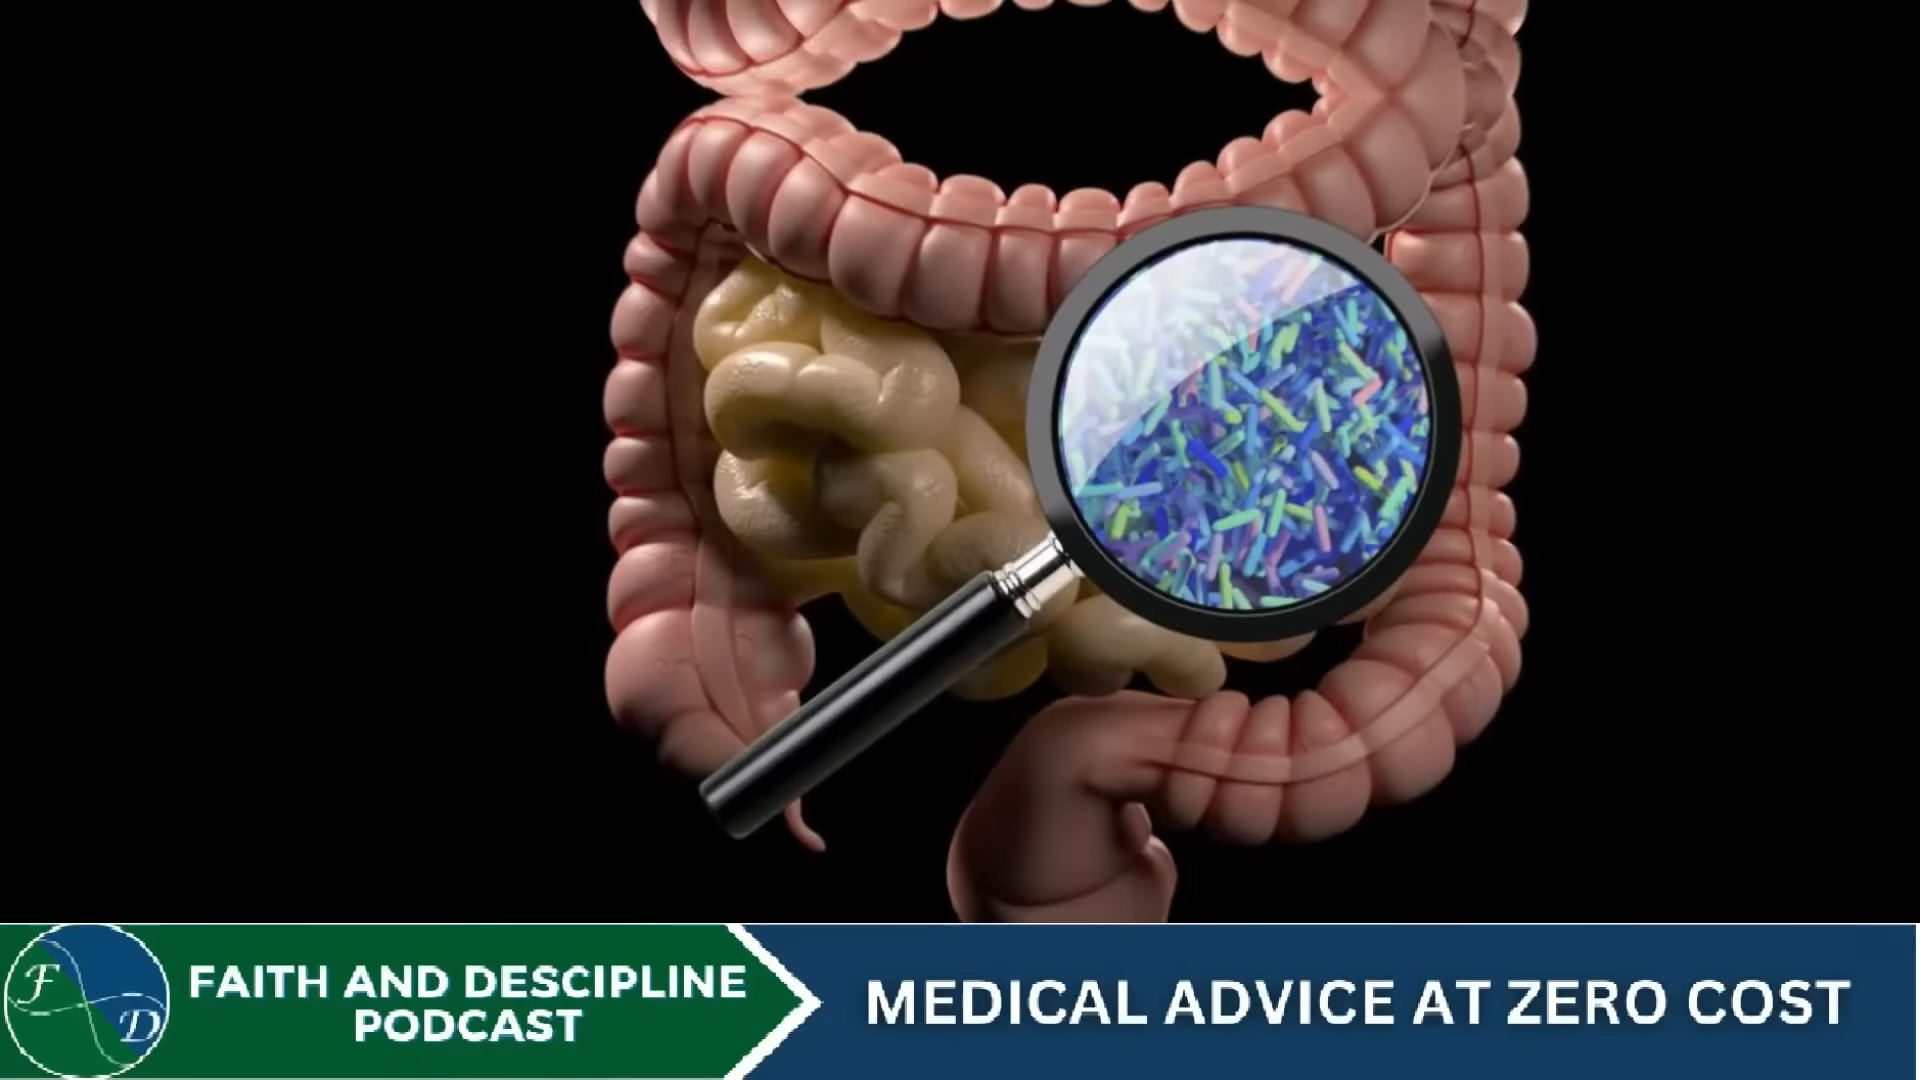 F
D
FAITH AND DESCIPLINE
PODCAST
MEDICAL ADVICE AT ZERO COST